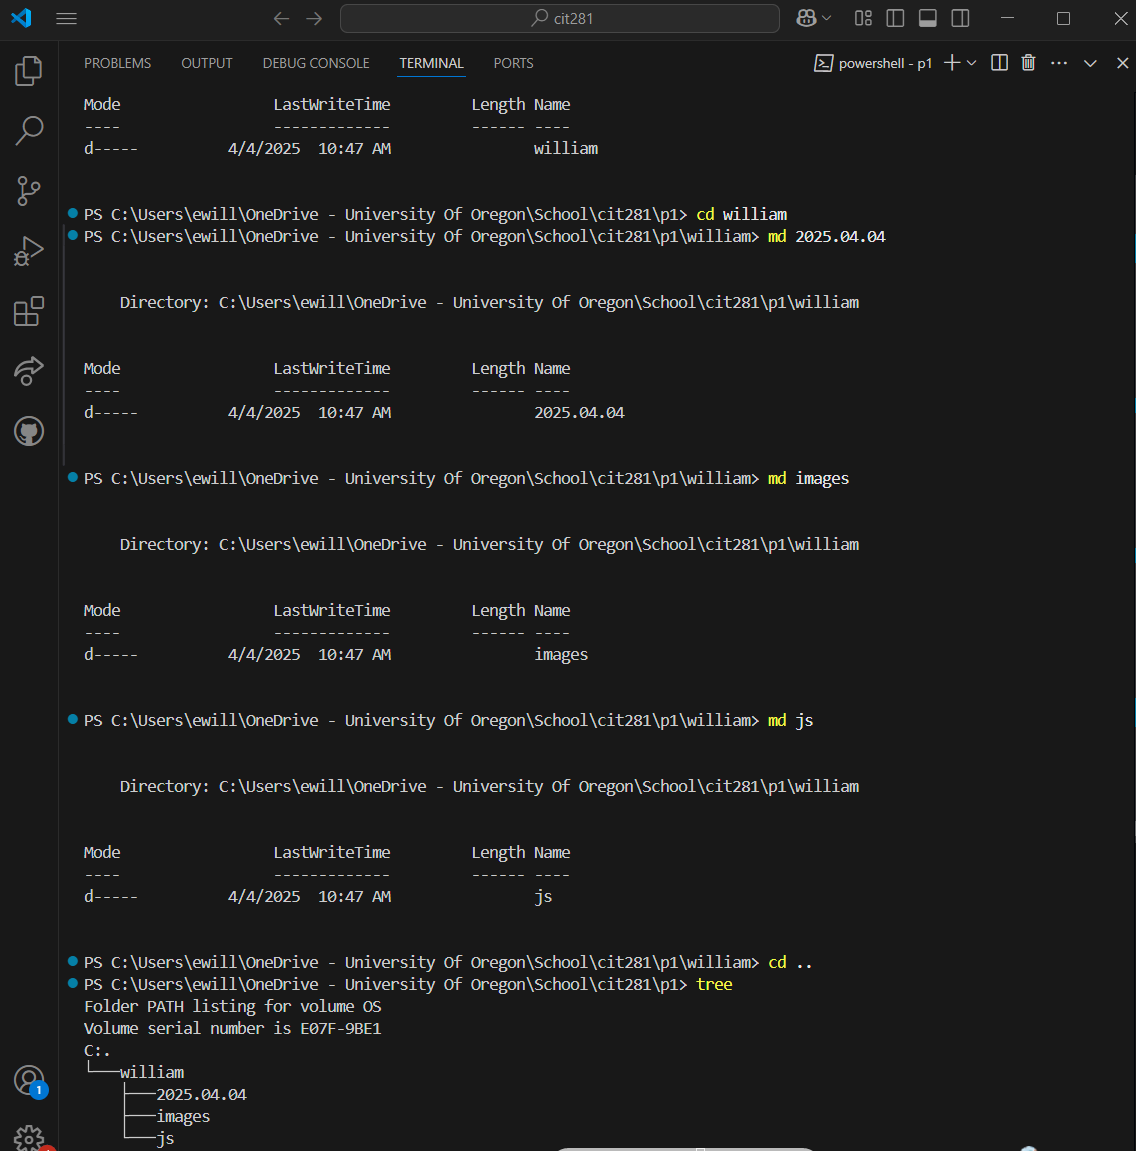 cit281
PROBLEMS OUTPUT DEBUG CONSOLE TERMINAL PORTS powershell - p1
Mode LastWriteTime Length Name
---- ------------- ------ ----
d----- 4/4/2025 10:47 AM william
PS C:\Users\ewill\OneDrive - University Of Oregon\School\cit281\p1> cd william
PS C:\Users\ewill\OneDrive - University Of Oregon\School\cit281\p1\william> md 2025.04.04
Directory: C:\Users\ewill\OneDrive - University Of Oregon\School\cit281\p1\william
Mode LastWriteTime Length Name
---- ------------- ------ ----
d----- 4/4/2025 10:47 AM 2025.04.04
PS C:\Users\ewill\OneDrive - University Of Oregon\School\cit281\p1\william> md images
Directory: C:\Users\ewill\OneDrive - University Of Oregon\School\cit281\p1\william
Mode LastWriteTime Length Name
---- ------------- ------ ----
d----- 4/4/2025 10:47 AM images
PS C:\Users\ewill\OneDrive - University Of Oregon\School\cit281\p1\william> md js
Directory: C:\Users\ewill\OneDrive - University Of Oregon\School\cit281\p1\william
Mode LastWriteTime Length Name
---- ------------- ------ ----
d----- 4/4/2025 10:47 AM js
PS C:\Users\ewill\OneDrive - University Of Oregon\School\cit281\p1\william> cd ..
PS C:\Users\ewill\OneDrive - University Of Oregon\School\cit281\p1> tree
Folder PATH listing for volume OS
Volume serial number is E07F-9BE1
C:.
└───william
    ├───2025.04.04
    ├───images
    └───js
1